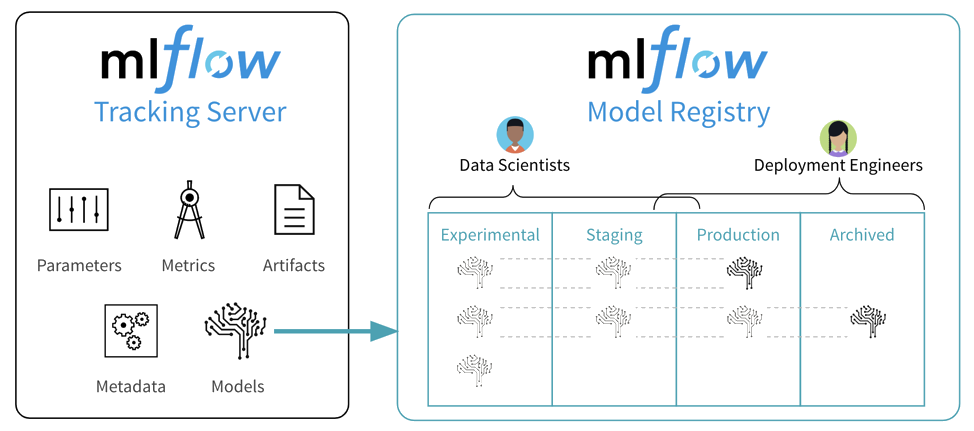 mlflow
Tracking Server
Parameters
Metrics
Artifacts
Metadata
Models
mlflow
Model Registry
Data Scientists
Deployment Engineers
Experimental
Staging
Production
Archived